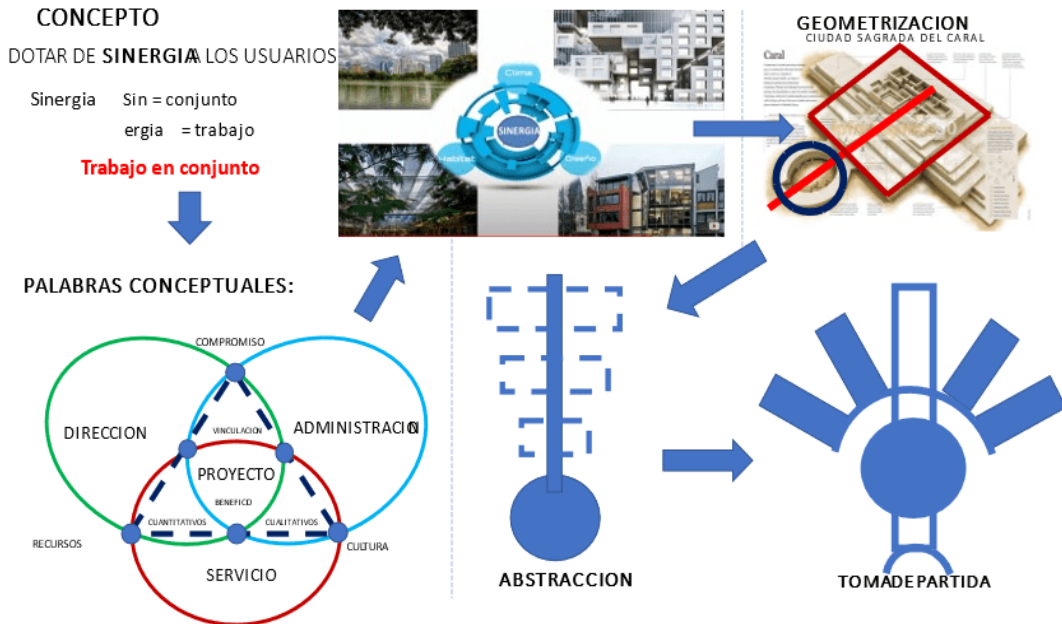 CONCEPTO
DOTAR DE SINERGIA A LOS USUARIOS
Sinergia Sin = conjunto
ergia = trabajo
Trabajo en conjunto
PALABRAS CONCEPTUALES:
COMPROMISO
DIRECCION
VINCULACION
ADMINISTRACION
PROYECTO
BENEFICO
CUANTITATIVOS
CUALITATIVOS
RECURSOS
CULTURA
SERVICIO
Clima
SINERGIA
Habitat
Diseño
GEOMETRIZACION
CIUDAD SAGRADA DEL CARAL
Caral
ABSTRACCION
TOMA DE PARTIDA